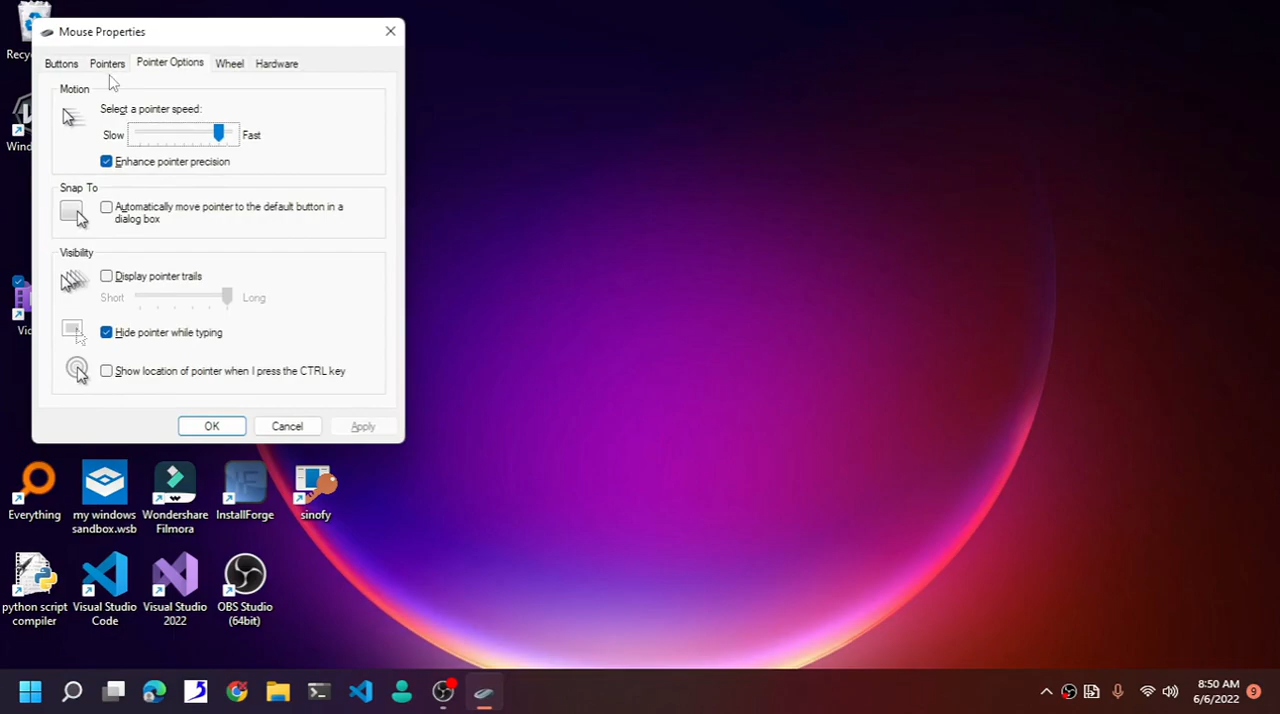 Mouse Properties
Buttons Pointers Pointer Options Wheel Hardware
Motion
Select a pointer speed:
Slow Fast
Enhance pointer precision
Snap To
Automatically move pointer to the default button in a
dialog box
Visibility
Display pointer trails
Short Long
Hide pointer while typing
Show location of pointer when I press the CTRL key
OK Cancel Apply
Everything
my windows
sandbox.wsb
Wondershare
Filmora
InstallForge
sinofy
python script
compiler
Visual Studio
Code
Visual Studio
2022
OBS Studio
(64bit)
8:50 AM
6/6/2022
9